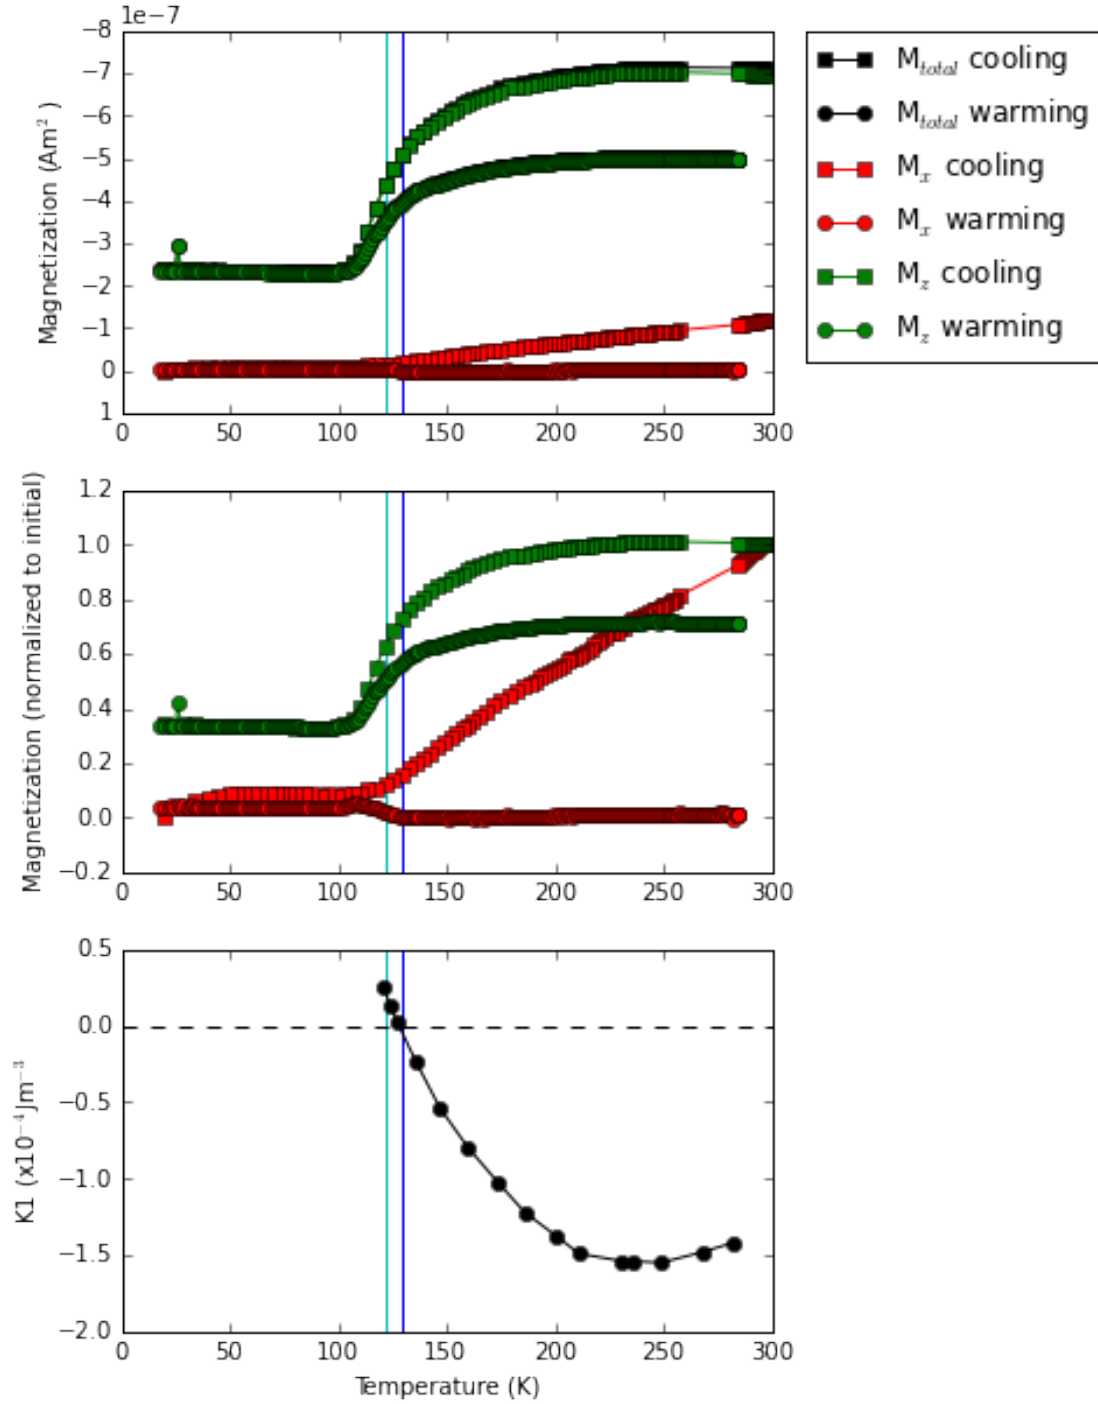 1e−7
−8
−7
−6
−5
−4
−3
−2
−1
0
1
Magnetization (Am²)
0 50 100 150 200 250 300
M_total cooling
M_total warming
M_x cooling
M_x warming
M_z cooling
M_z warming
1.2
1.0
0.8
0.6
0.4
0.2
0.0
−0.2
Magnetization (normalized to initial)
0 50 100 150 200 250 300
0.5
0.0
−0.5
−1.0
−1.5
−2.0
K1 (x10⁻⁴Jm⁻³
0 50 100 150 200 250 300
Temperature (K)